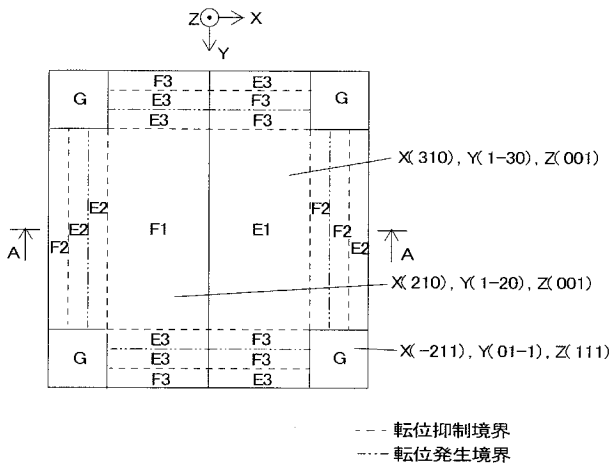 Z X
Y
G F3 E3 G
E3 F3
E3 F3
F2 E2 E2 F1 E1 F2 F2 E2
A A
X(310), Y(1-30), Z(001)
X(210), Y(1-20), Z(001)
X(-211), Y(01-1), Z(111)
G E3 F3 G
E3 F3
F3 E3
転位抑制境界
転位発生境界